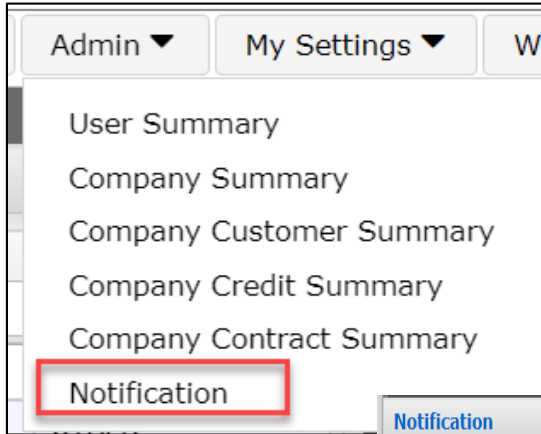 Admin ▼ My Settings ▼ W
User Summary
Company Summary
Company Customer Summary
Company Credit Summary
Company Contract Summary
Notification
Notification